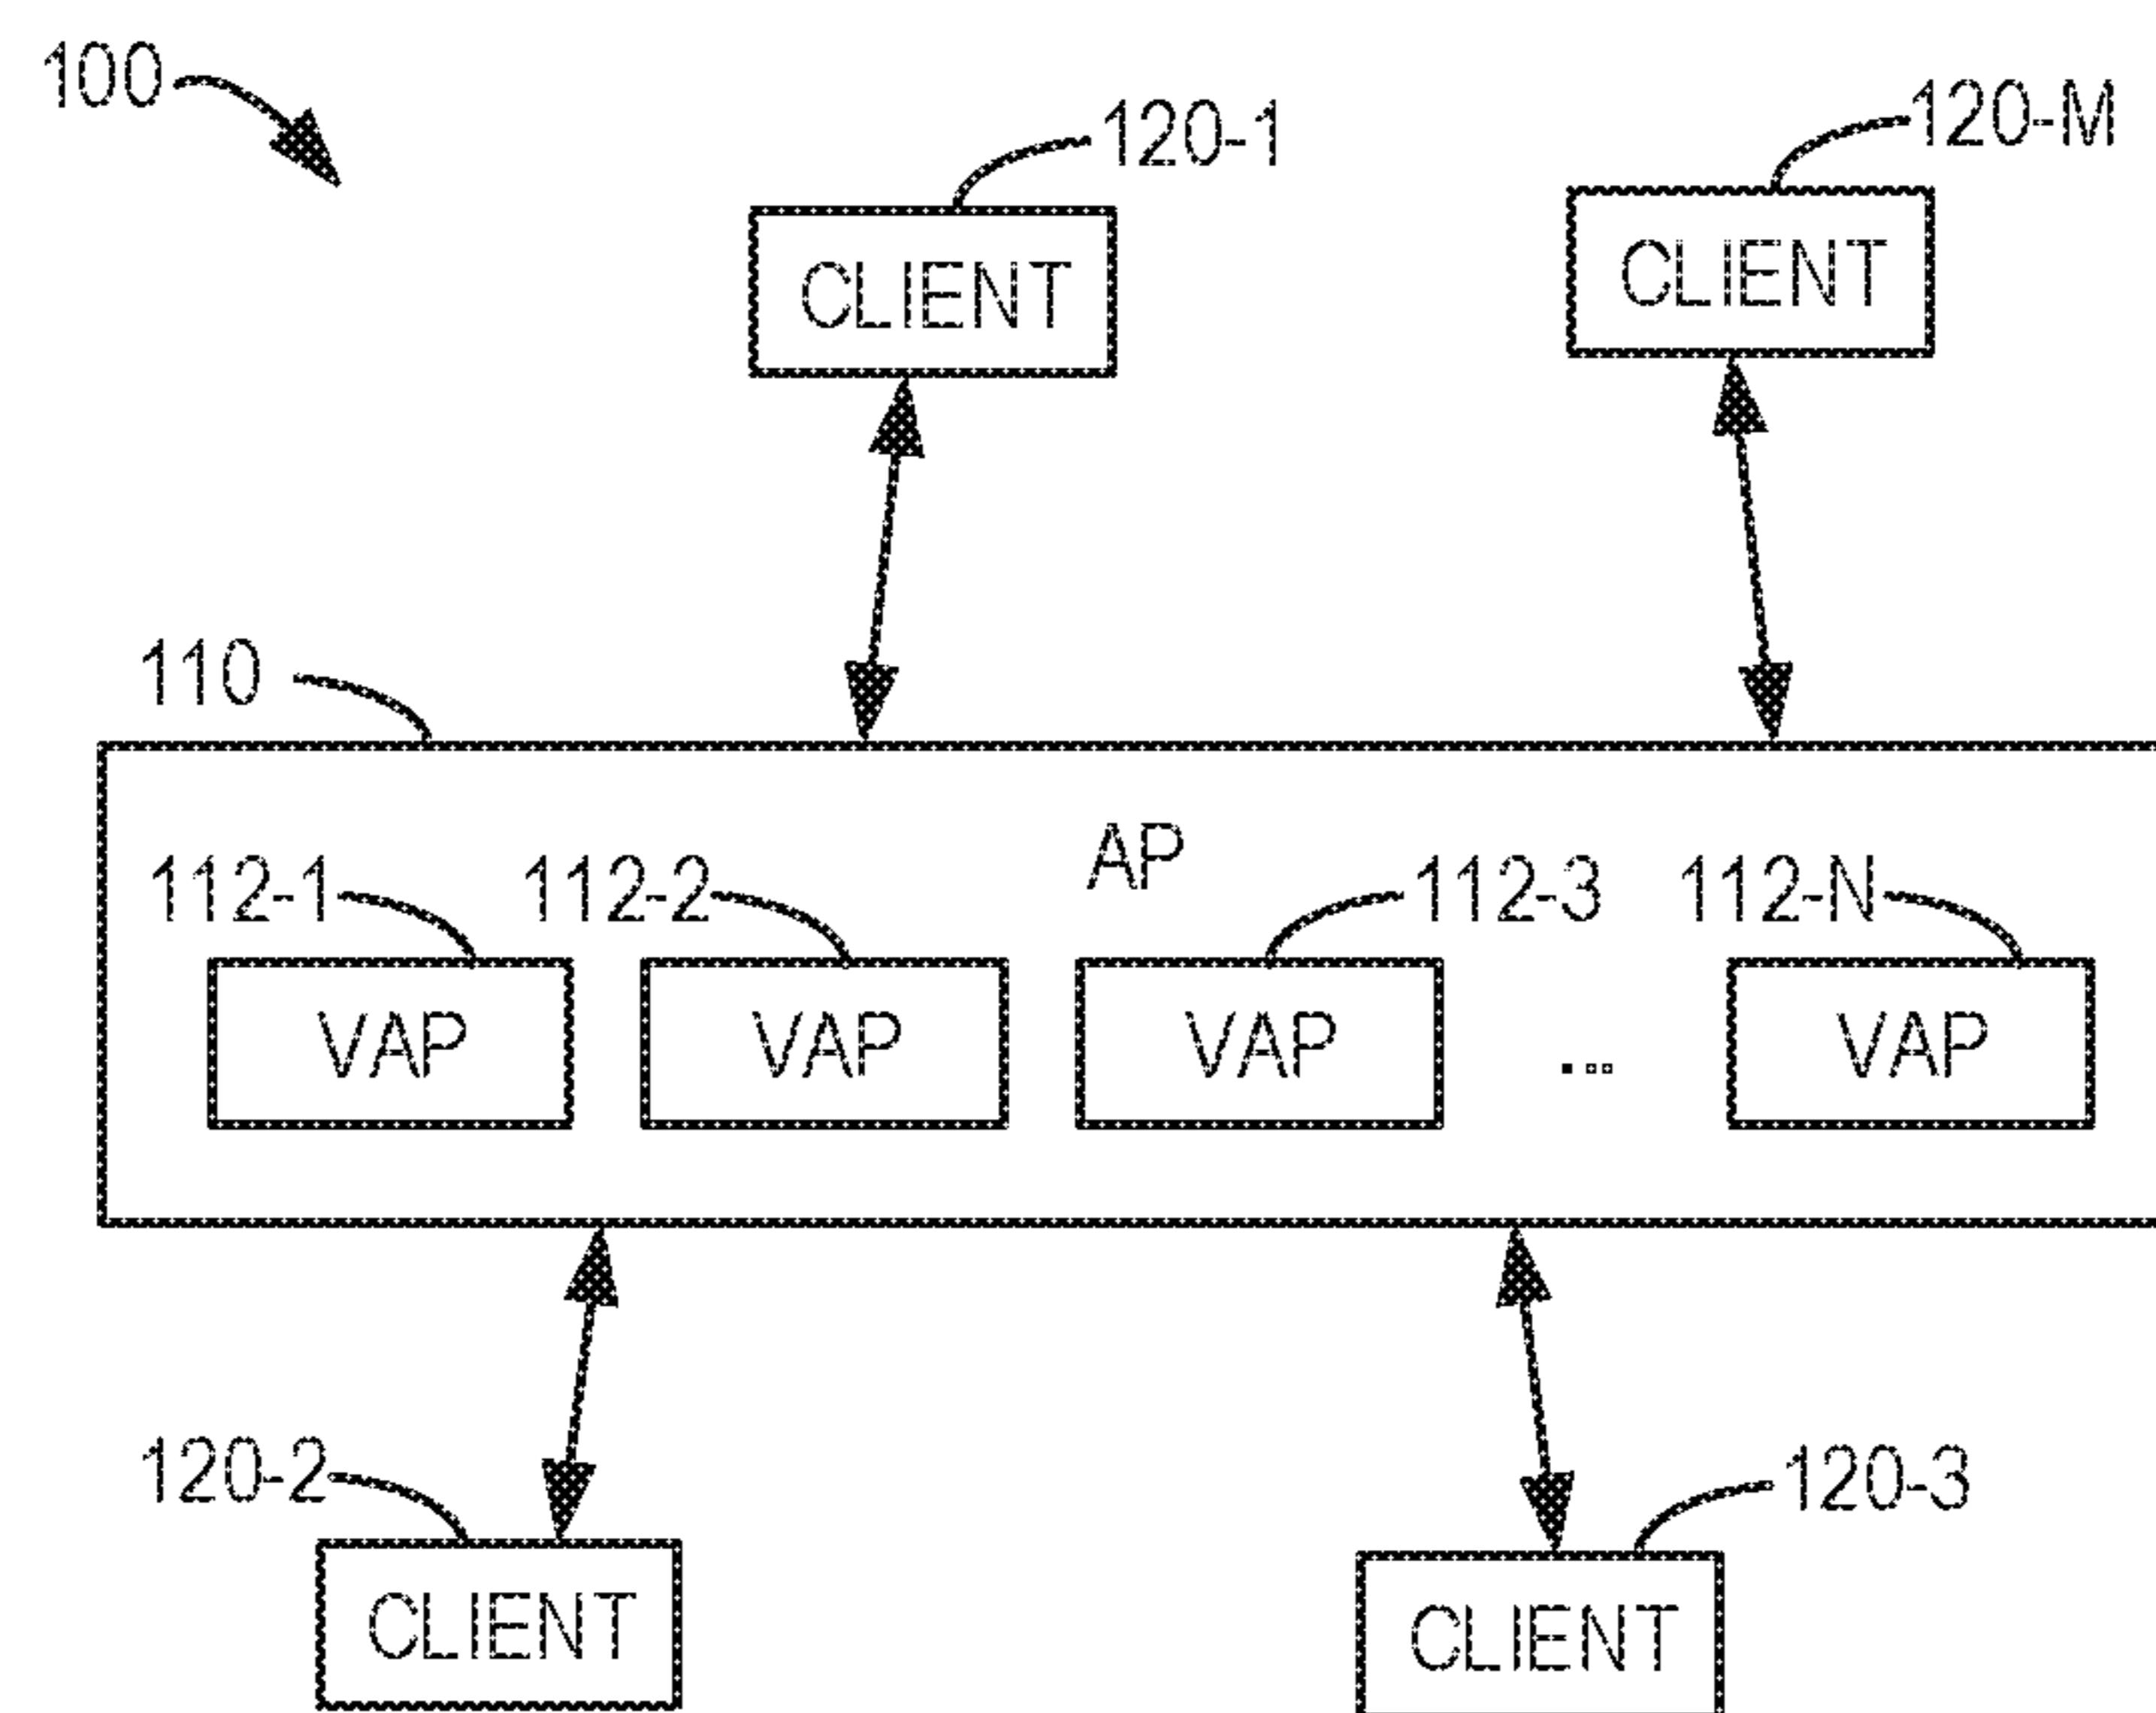 100
120-1
120-M
CLIENT
CLIENT
110
AP
112-1
112-2
112-3
112-N
VAP
VAP
VAP
...
VAP
120-2
120-3
CLIENT
CLIENT